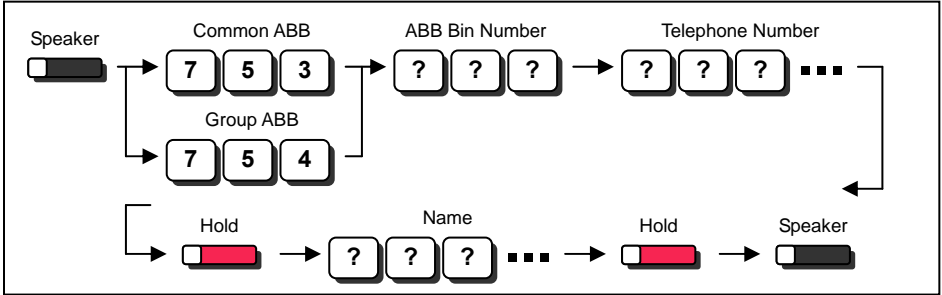 Speaker
Common ABB
ABB Bin Number
Telephone Number
7 5 3
? ? ?
? ? ?
Group ABB
7 5 4
Hold
Name
Hold
Speaker
? ? ?